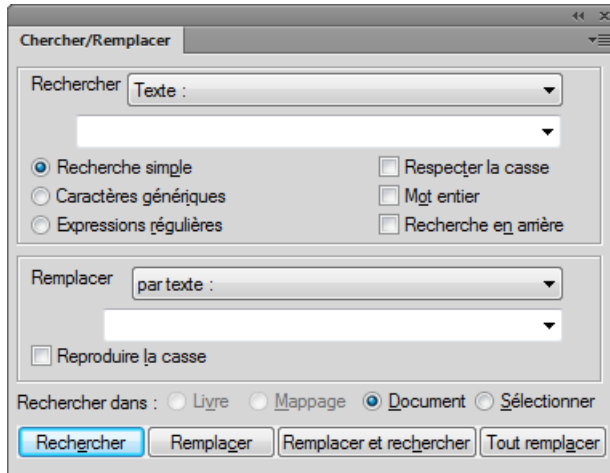 Chercher/Remplacer
Rechercher Texte :
Recherche simple Respecter la casse
Caractères génériques Mot entier
Expressions régulières Recherche en arrière
Remplacer par texte :
Reproduire la casse
Rechercher dans : Livre Mappage Document Sélectionner
Rechercher Remplacer Remplacer et rechercher Tout remplacer